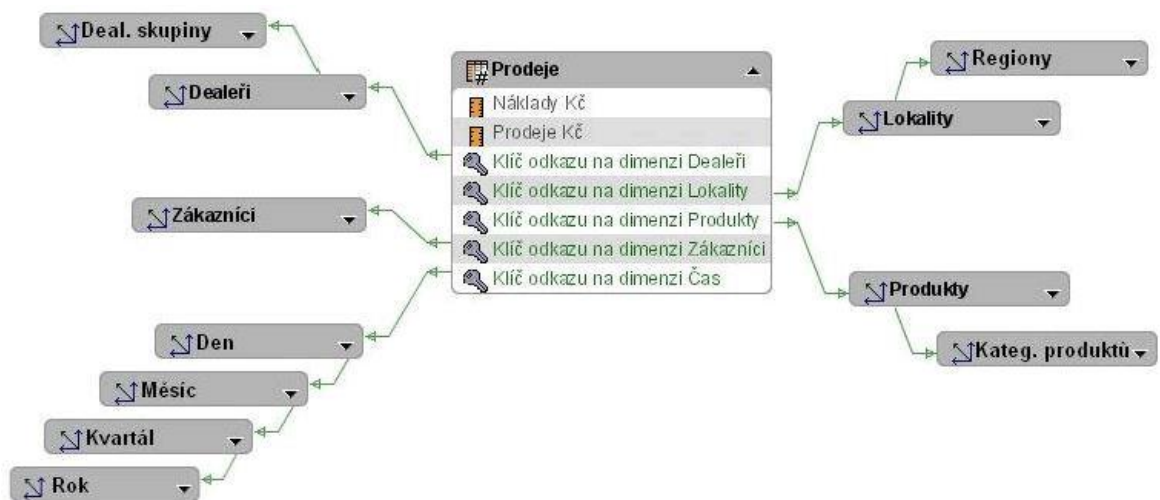 Deal. skupiny
Dealeři
Zákazníci
Den
Měsíc
Kvartál
Rok
Prodeje
Náklady Kč
Prodeje Kč
Klíč odkazu na dimenzi Dealeři
Klíč odkazu na dimenzi Lokality
Klíč odkazu na dimenzi Produkty
Klíč odkazu na dimenzi Zákazníci
Klíč odkazu na dimenzi Čas
Regiony
Lokality
Produkty
Kateg. produktù